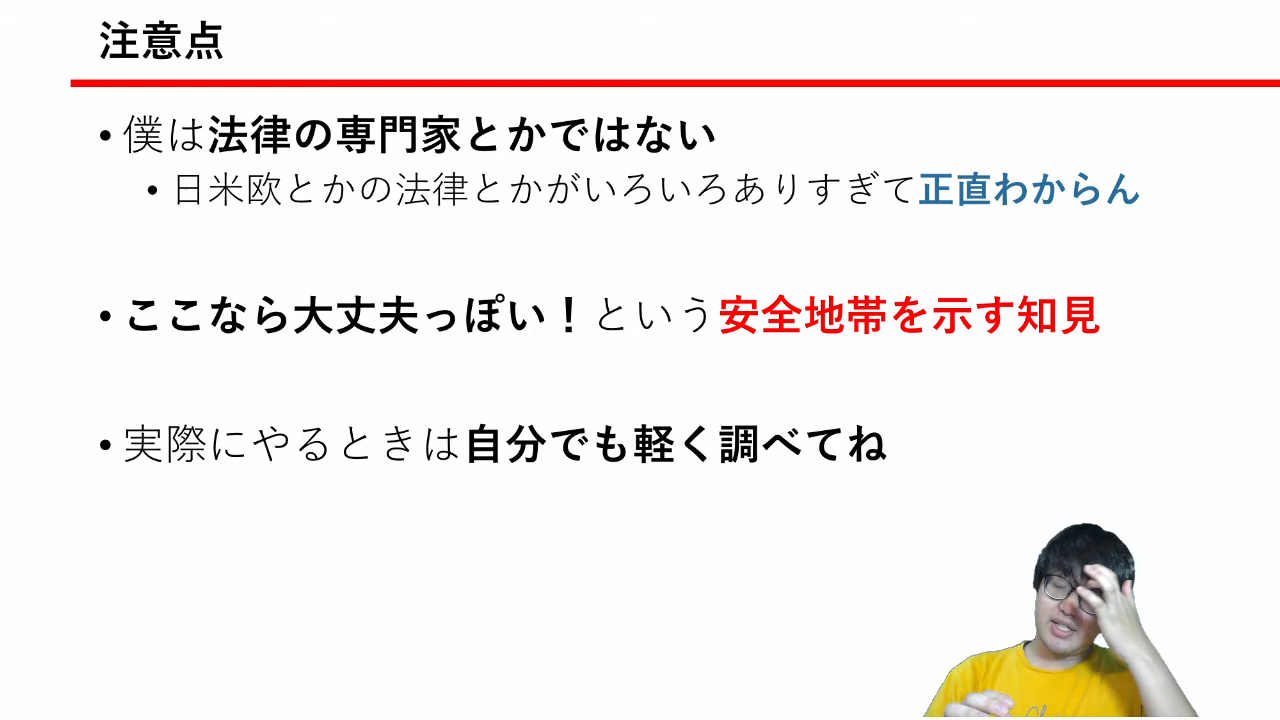 注意点
• 僕は法律の専門家とかではない
• 日米欧とかの法律とかがいろいろありすぎて正直わからん
• ここなら大丈夫っぽい！という安全地帯を示す知見
• 実際にやるときは自分でも軽く調べてね